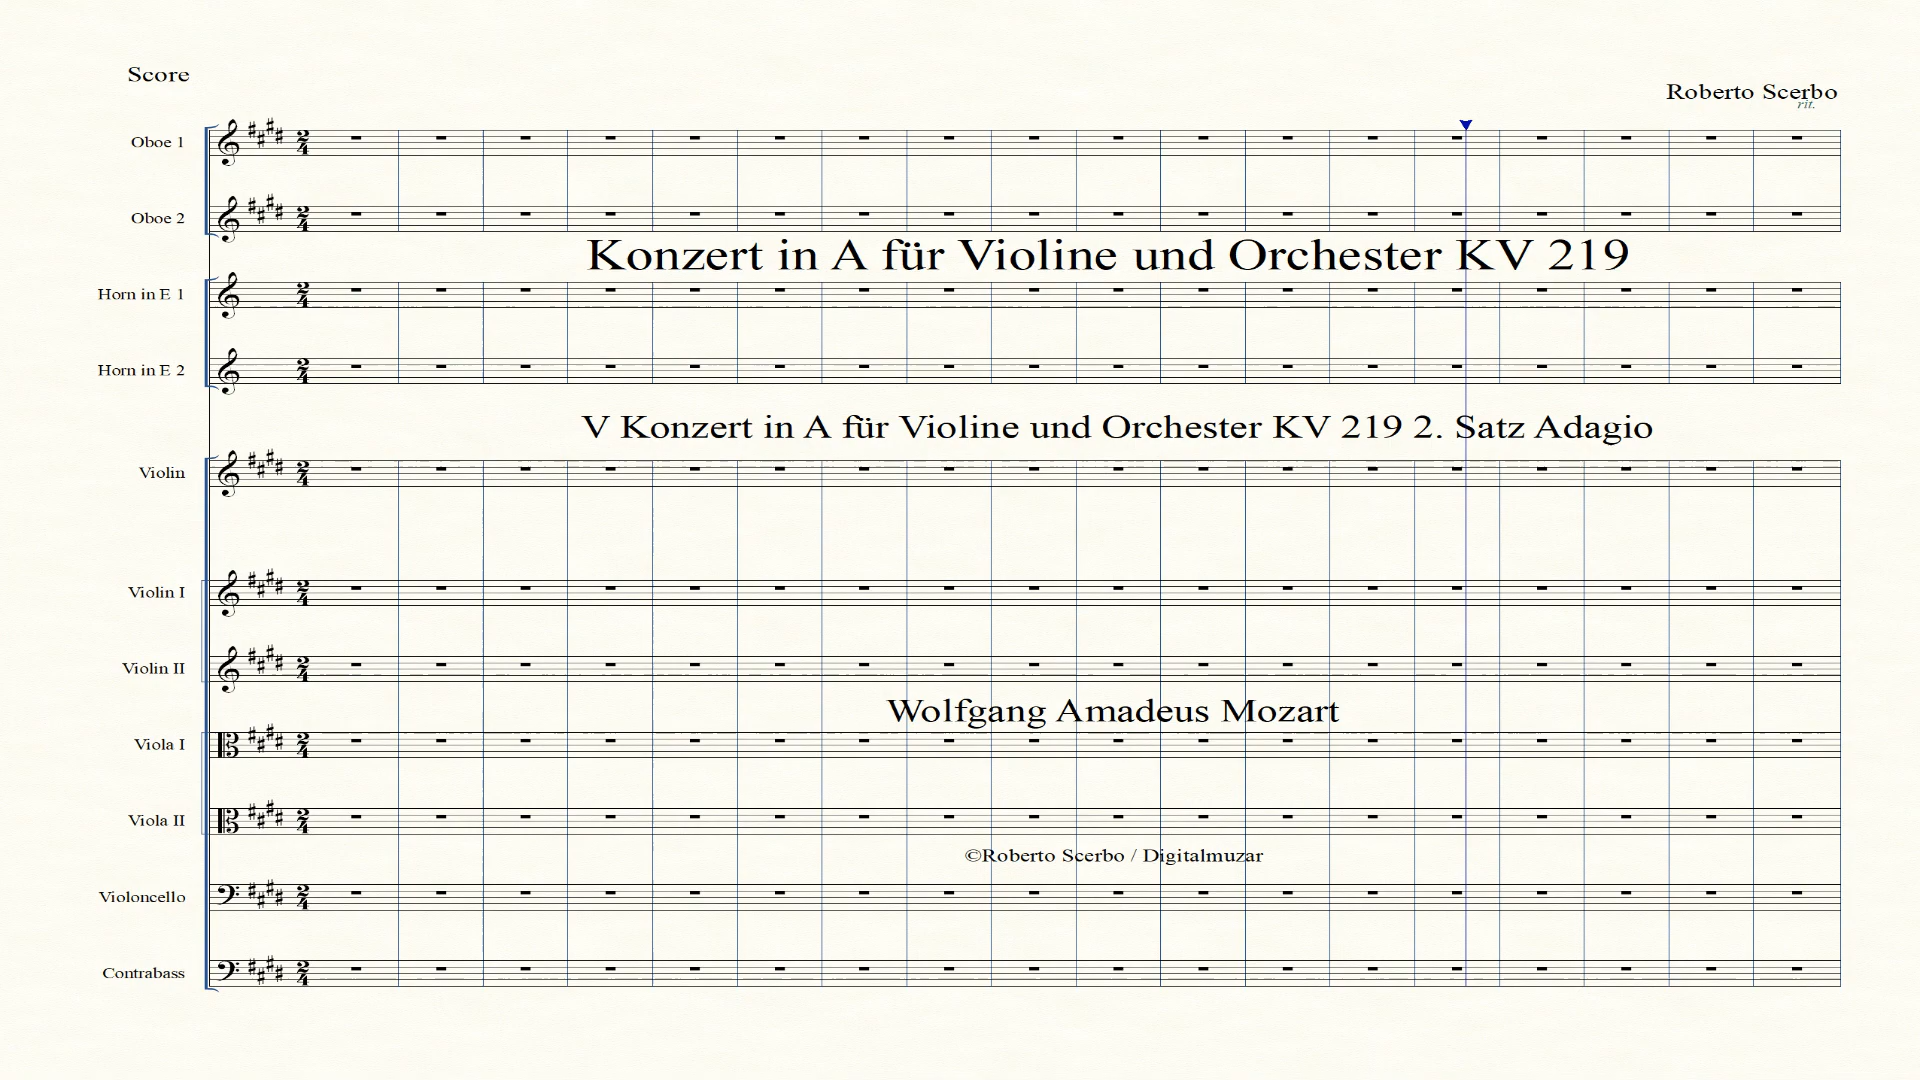 Score
Roberto Scerbo
rit.
Oboe 1
Oboe 2
Konzert in A für Violine und Orchester KV 219
Horn in E 1
Horn in E 2
V Konzert in A für Violine und Orchester KV 219 2. Satz Adagio
Violin
Violin I
Violin II
Wolfgang Amadeus Mozart
Viola I
Viola II
©Roberto Scerbo / Digitalmuzar
Violoncello
Contrabass